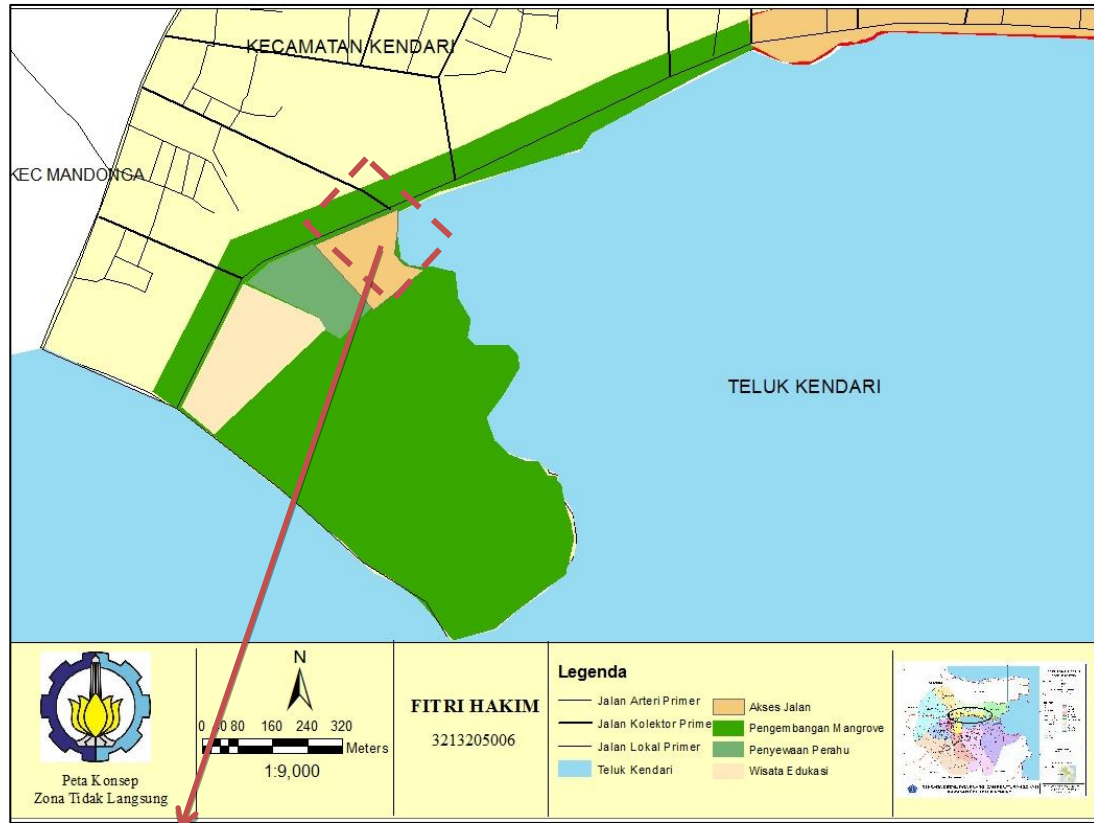 KECAMATAN KENDARI
KEC MANDONGA
TELUK KENDARI
Peta Konsep
Zona Tidak Langsung
N
0 40 80 160 240 320
Meters
1:9,000
FITRI HAKIM
3213205006
Legenda
Jalan Arteri Primer
Jalan Kolektor Prime
Jalan Lokal Primer
Teluk Kendari
Akses Jalan
Pengembangan Mangrove
Penyewaan Perahu
Wisata Edukasi